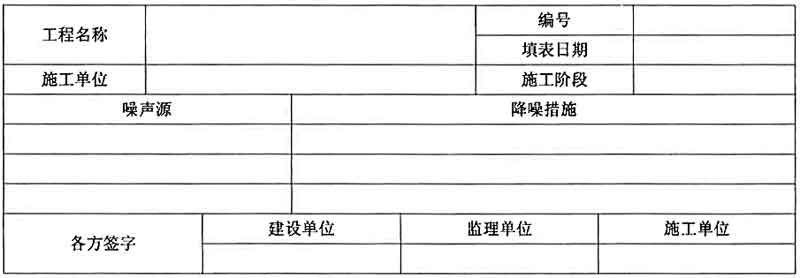 工程名称 编号
填表日期
施工单位 施工阶段
噪声源 降噪措施
各方签字 建设单位 监理单位 施工单位